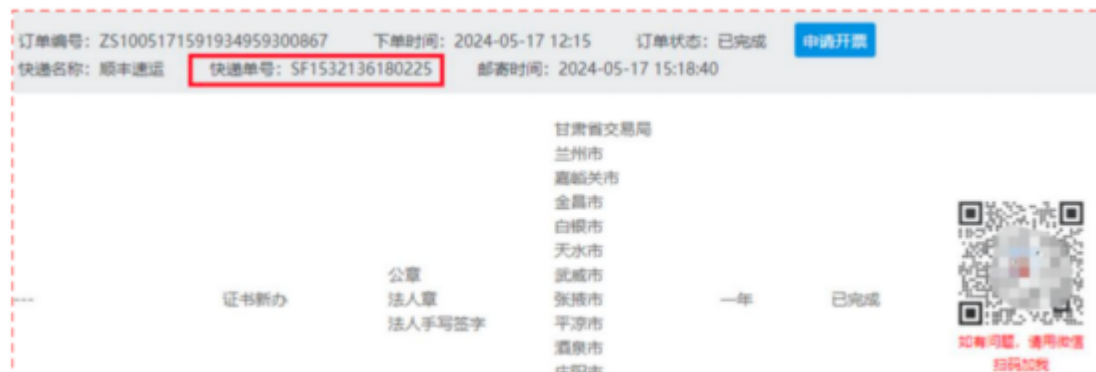 订单编号：ZS10051715919349593​00867 下单时间：2024-05-17 12:15 订单状态：已完成 申请开票
快递名称：顺丰速运 快递单号：SF1532136180225 邮寄时间：2024-05-17 15:18:40
甘肃省交易局
兰州市
嘉峪关市
金昌市
白银市
天水市
公章 武威市
--- 证书新办 法人章 张掖市 一年 已完成
法人手写签字 平凉市
酒泉市
庆阳市
如有问题，请用微信
扫码加我